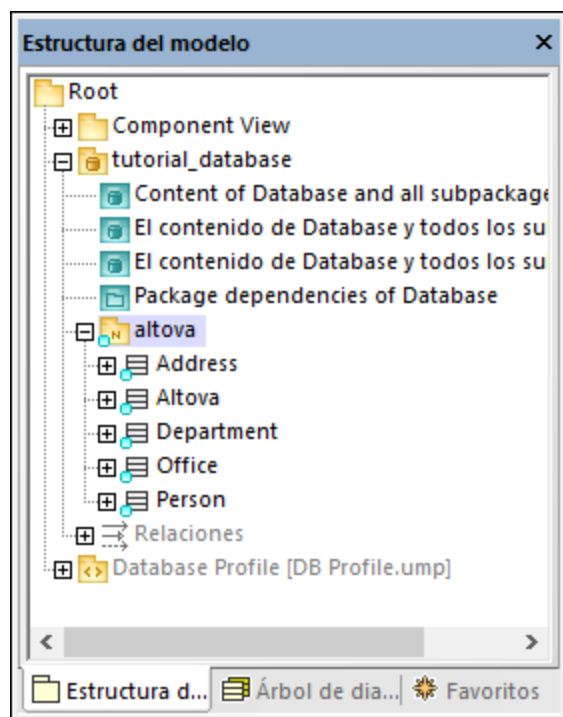 Estructura del modelo
Root
Component View
tutorial_database
Content of Database and all subpackage
El contenido de Database y todos los su
El contenido de Database y todos los su
Package dependencies of Database
altova
Address
Altova
Department
Office
Person
Relaciones
Database Profile [DB Profile.ump]
Estructura d... Árbol de dia... Favoritos